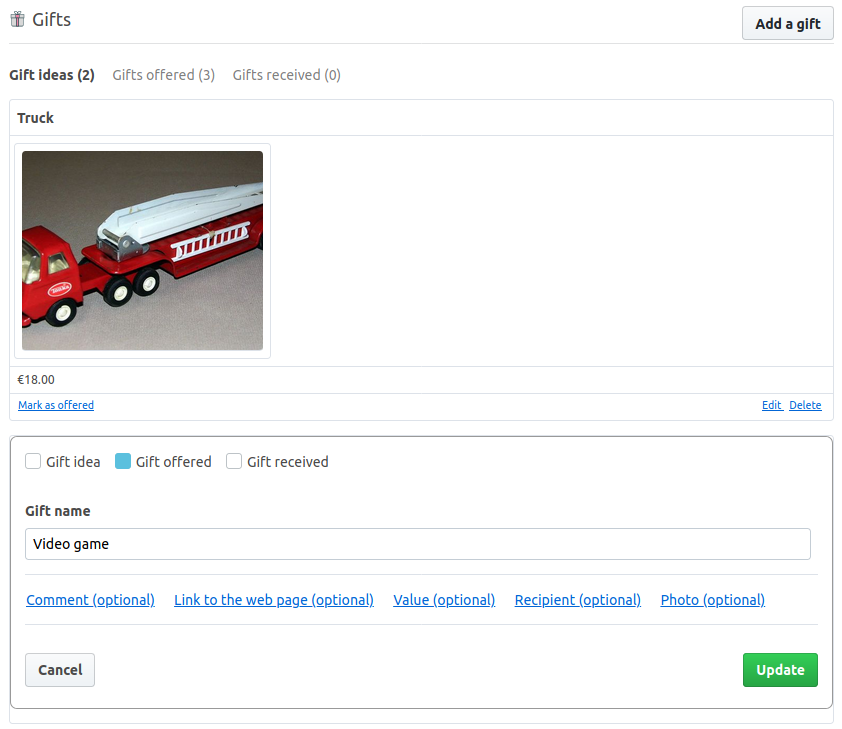 Gifts
Add a gift
Gift ideas (2) Gifts offered (3) Gifts received (0)
Truck
TONKA
€18.00
Mark as offered Edit Delete
Gift idea Gift offered Gift received
Gift name
Video game
Comment (optional) Link to the web page (optional) Value (optional) Recipient (optional) Photo (optional)
Cancel Update